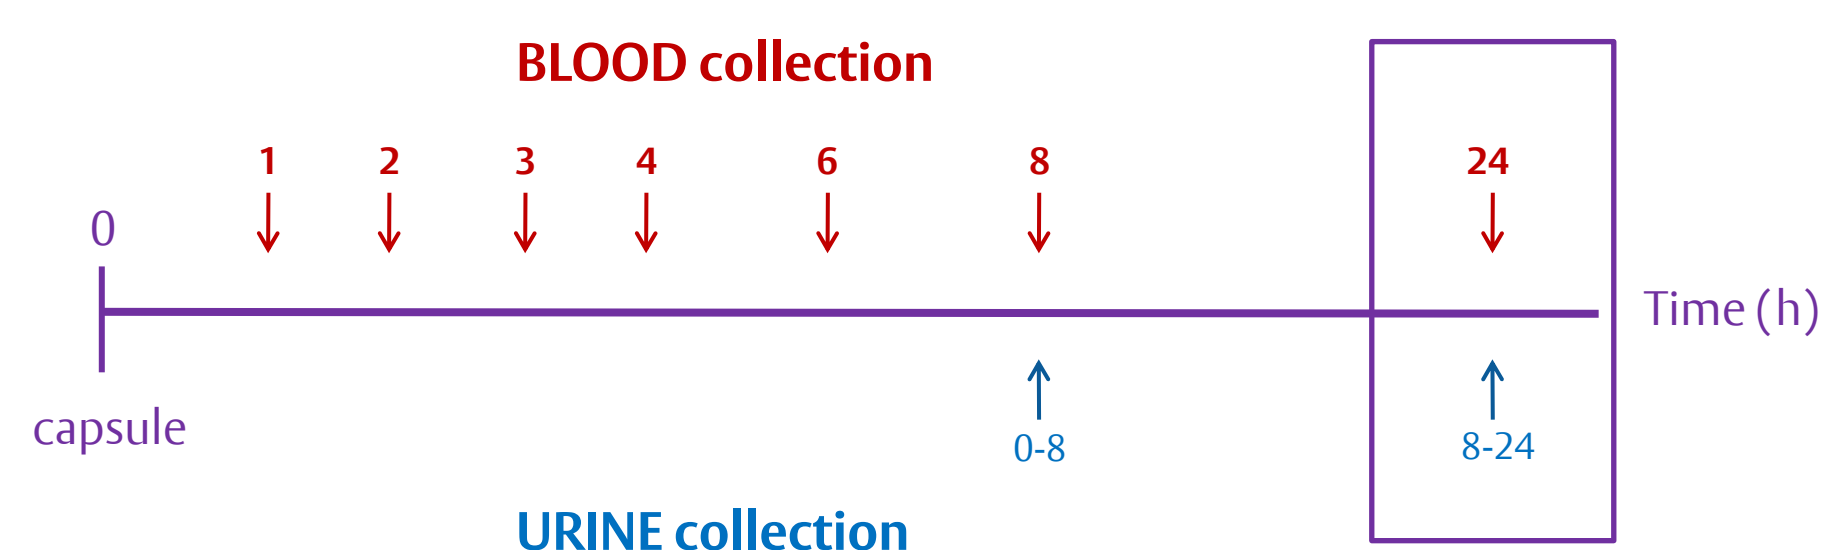 BLOOD collection
1 2 3 4 6 8 24
0
Time (h)
capsule
0-8 8-24
URINE collection